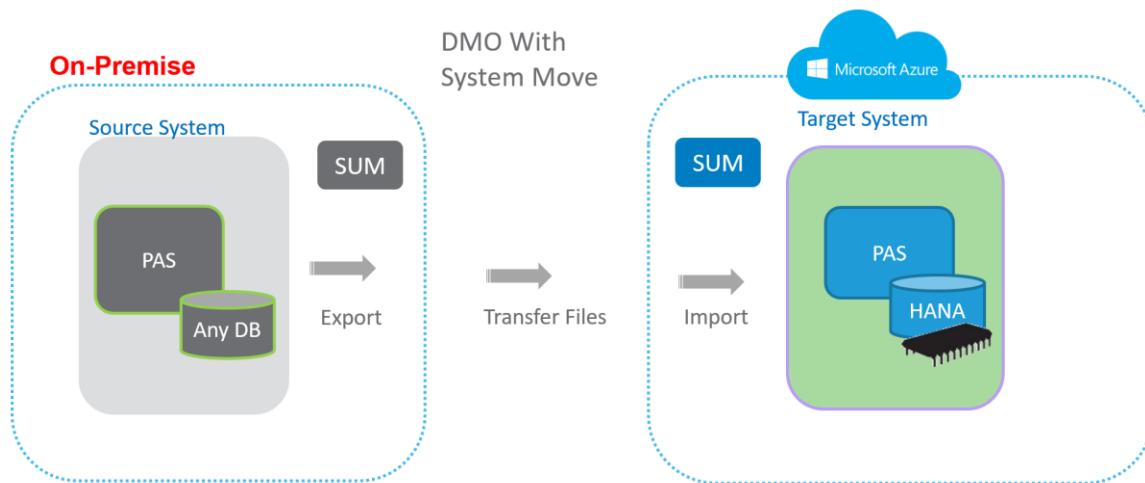 DMO With
System Move
On-Premise
Microsoft Azure
Source System
Target System
SUM
SUM
PAS
Any DB
PAS
HANA
Export
Transfer Files
Import